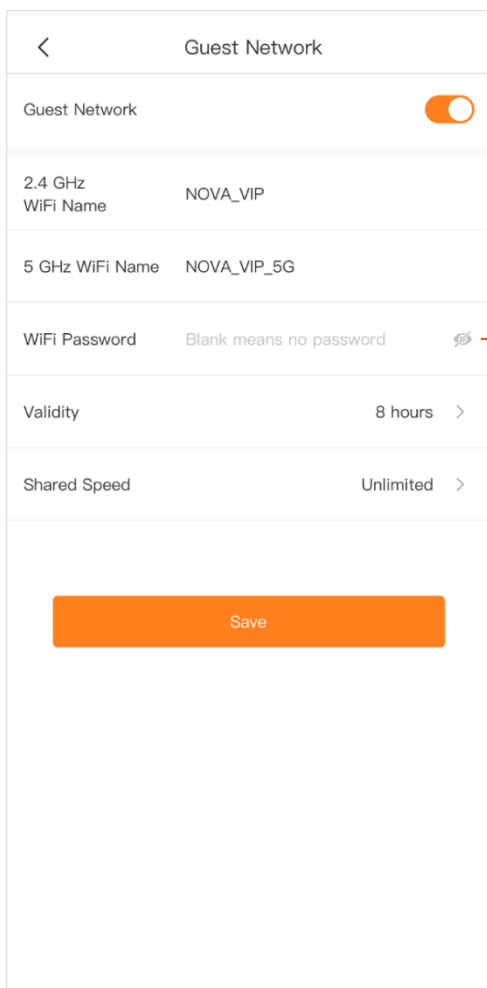 Guest Network
Guest Network
2.4 GHz
WiFi Name
NOVA_VIP
5 GHz WiFi Name
NOVA_VIP_5G
WiFi Password
Blank means no password
Validity
8 hours
Shared Speed
Unlimited
Save